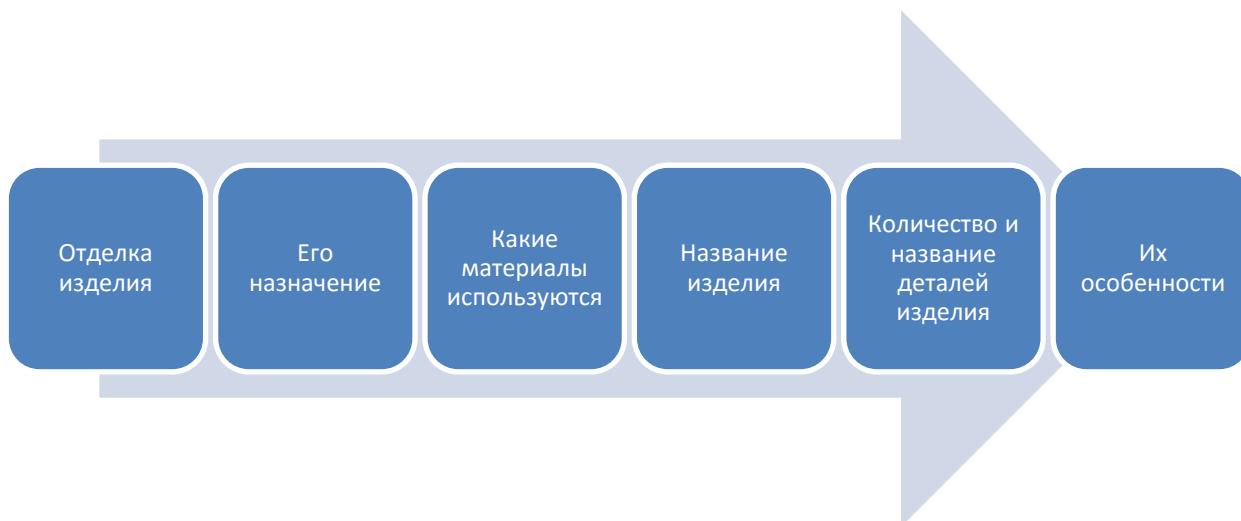 Отделка
изделия
Его
назначение
Какие
материалы
используются
Название
изделия
Количество и
название
деталей
изделия
Их
особенности